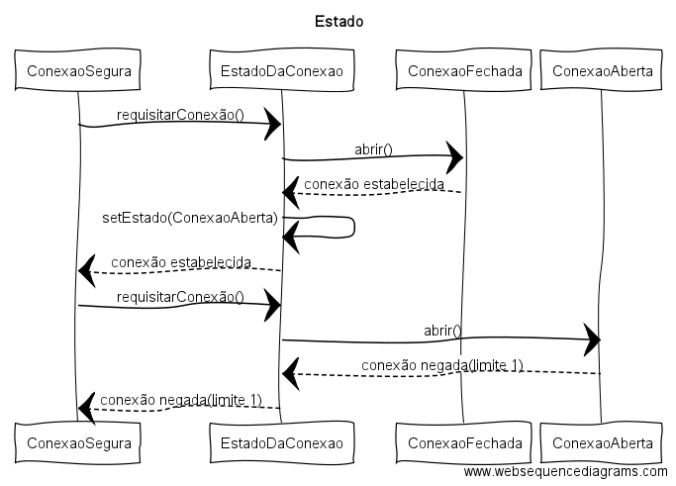 Estado
ConexaoSegura
EstadoDaConexao
ConexaoFechada
ConexaoAberta
requisitarConexão()
abrir()
conexão estabelecida
setEstado(ConexaoAberta)
conexão estabelecida
requisitarConexão()
abrir()
conexão negada(limite 1)
conexão negada(limite 1)
ConexaoSegura
EstadoDaConexao
ConexaoFechada
ConexaoAberta
www.websequencediagrams.com